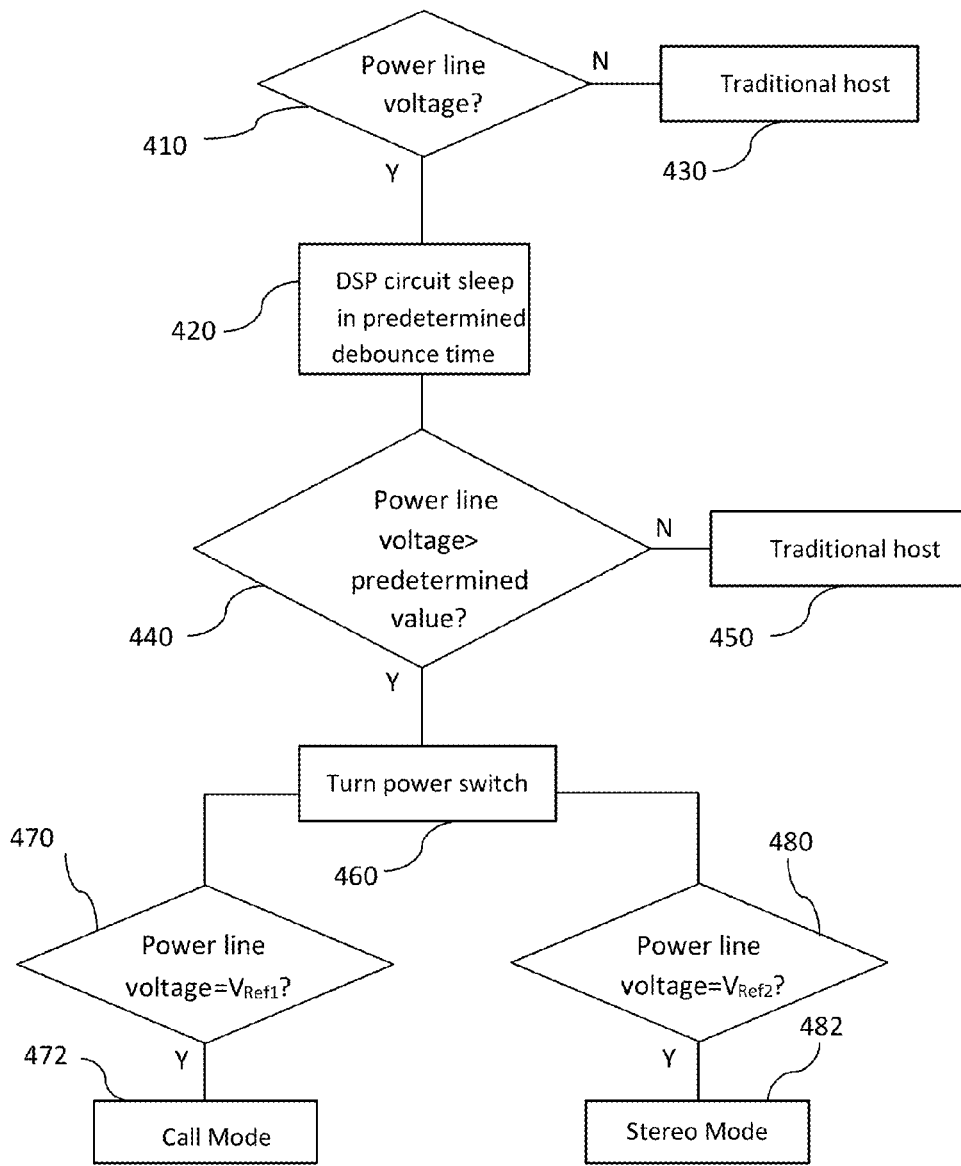 Power line
voltage?
N
Traditional host
410
430
Y
DSP circuit sleep
in predetermined
debounce time
420
Power line
voltage>
predetermined
value?
N
Traditional host
440
450
Y
Turn power switch
460
470
480
Power line
voltage=VRef1?
Power line
voltage=VRef2?
472
Y
Y
482
Call Mode
Stereo Mode